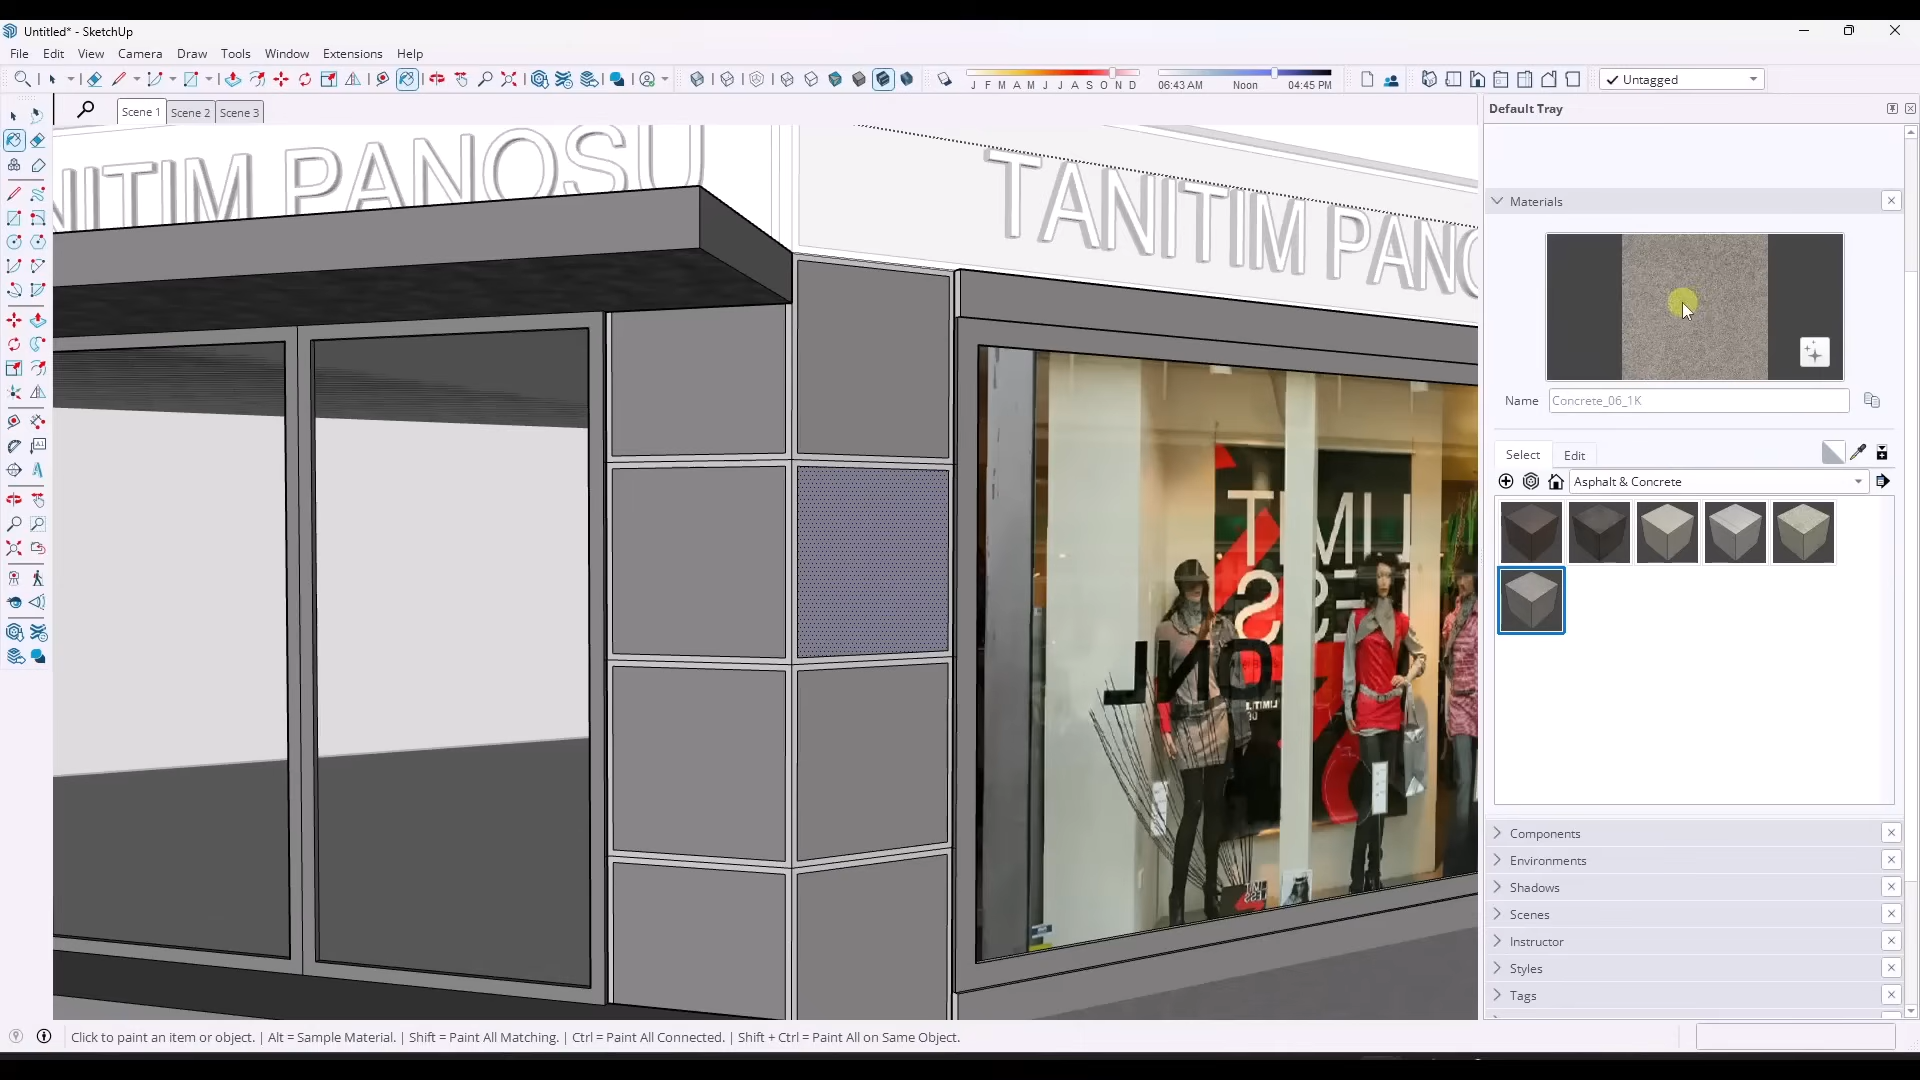 Untitled* - SketchUp
File Edit View Camera Draw Tools Window Extensions Help
J F M A M J J A S O N D
06:43 AM Noon 04:45 PM
Untagged
Scene 1 Scene 2 Scene 3
Default Tray
NITIM PANOSU
TANITIM PANO
Materials
Name Concrete_06_1K
Select Edit
Asphalt & Concrete
Components
Environments
Shadows
Scenes
Instructor
Styles
Tags
Click to paint an item or object. | Alt = Sample Material. | Shift = Paint All Matching. | Ctrl = Paint All Connected. | Shift + Ctrl = Paint All on Same Object.